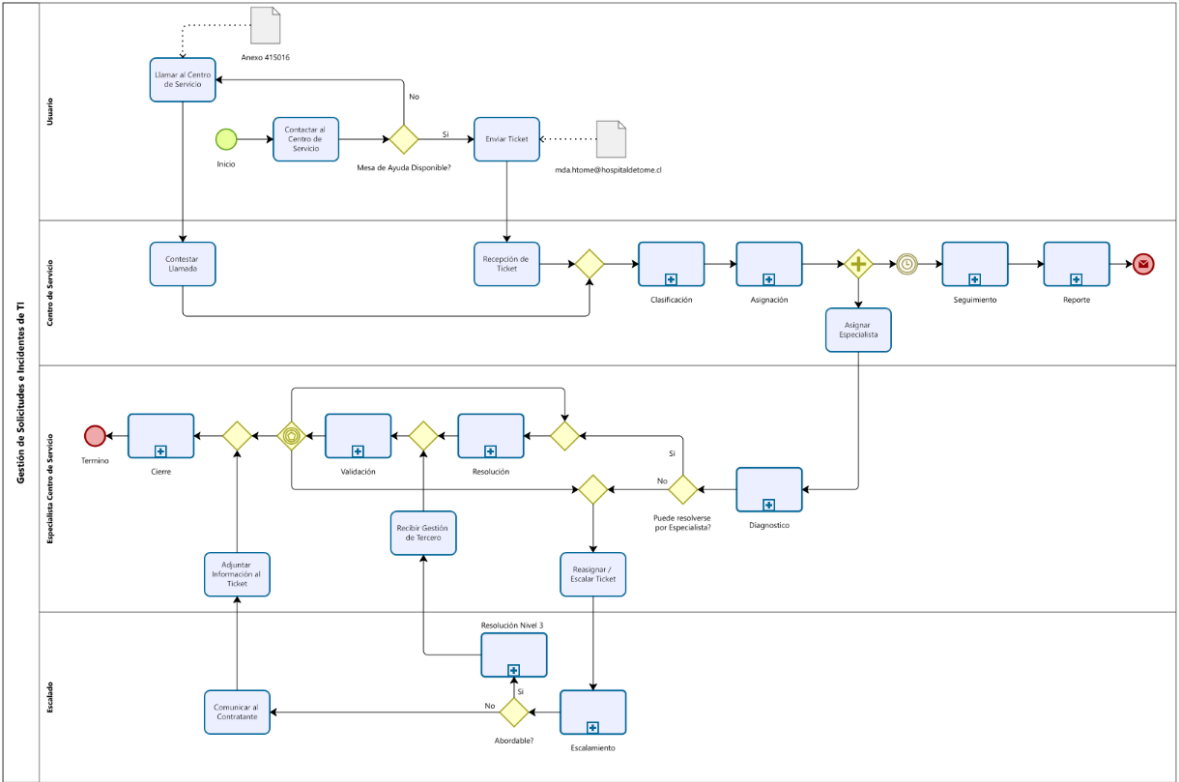 Gestión de Solicitudes e Incidentes de TI
Usuario
Anexo 415016
Llamar al Centro
de Servicio
No
Inicio
Contactar al
Centro de
Servicio
Mesa de Ayuda Disponible?
Si
Enviar Ticket
mda.htome@hospitaldetome.cl
Centro de Servicio
Contestar
Llamada
Recepción de
Ticket
Clasificación
Asignación
Seguimiento
Reporte
Asignar
Especialista
Especialista Centro de Servicio
Termino
Cierre
Validación
Resolución
Si
No
Puede resolverse
por Especialista?
Diagnostico
Recibir Gestión
de Tercero
Adjuntar
Información al
Ticket
Reasignar /
Escalar Ticket
Escalado
Resolución Nivel 3
Si
No
Comunicar al
Contratante
Abordable?
Escalamiento